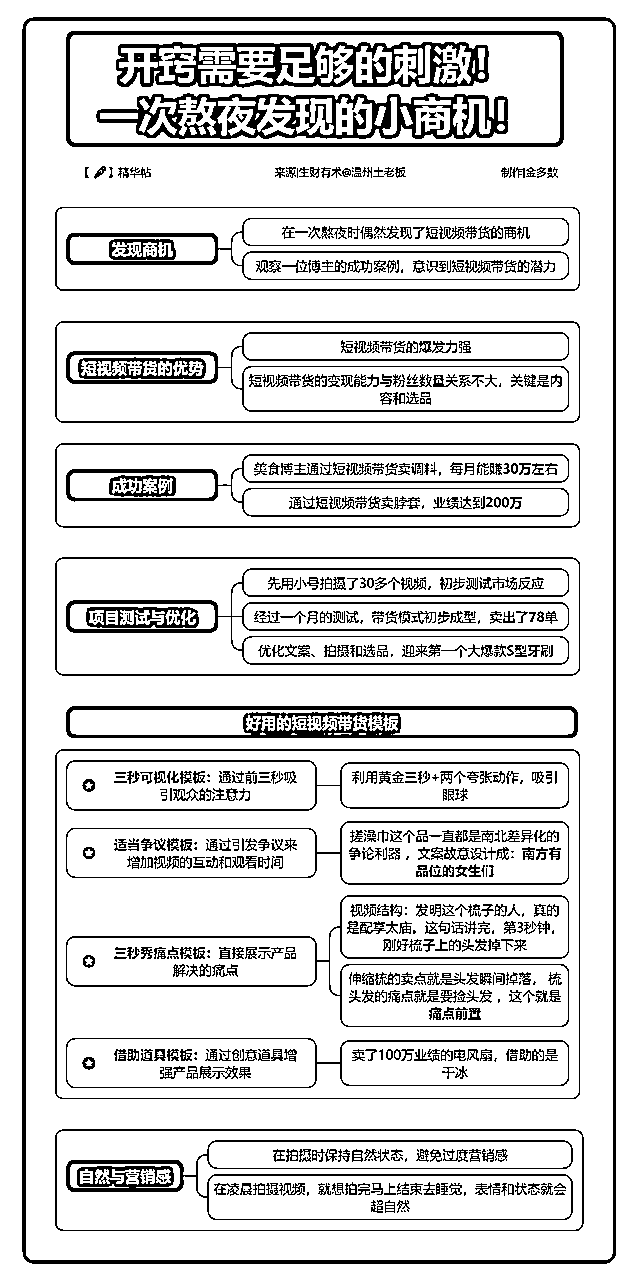 开窍需要足够的刺激！
一次熬夜发现的小商机！
【 】精华帖 来源|生财有术@温州土老板 制作|金多数
发现商机
在一次熬夜时偶然发现了短视频带货的商机
观察一位博主的成功案例，意识到短视频带货的潜力
短视频带货的优势
短视频带货的爆发力强
短视频带货的变现能力与粉丝数量关系不大，关键是内
容和选品
成功案例
美食博主通过短视频带货卖调料，每月能赚30万左右
通过短视频带货卖脖套，业绩达到200万
项目测试与优化
先用小号拍摄了30多个视频，初步测试市场反应
经过一个月的测试，带货模式初步成型，卖出了78单
优化文案、拍摄和选品，迎来第一个大爆款S型牙刷
好用的短视频带货模板
三秒可视化模板：通过前三秒吸
引观众的注意力
利用黄金三秒+两个夸张动作，吸引
眼球
适当争议模板：通过引发争议来
增加视频的互动和观看时间
搓澡巾这个品一直都是南北差异化的
争论利器 ，文案故意设计成：南方有
品位的女生们
三秒秀痛点模板：直接展示产品
解决的痛点
视频结构：发明这个梳子的人，真的
是配享太庙。这句话讲完，第3秒钟，
刚好梳子上的头发掉下来
伸缩梳的卖点就是头发瞬间掉落， 梳
头发的痛点就是要捡头发 ，这个就是
痛点前置
借助道具模板：通过创意道具增
强产品展示效果
卖了100万业绩的电风扇，借助的是
干冰
自然与营销感
在拍摄时保持自然状态，避免过度营销感
在凌晨拍摄视频，就想拍完马上结束去睡觉，表情和状态就会
超自然